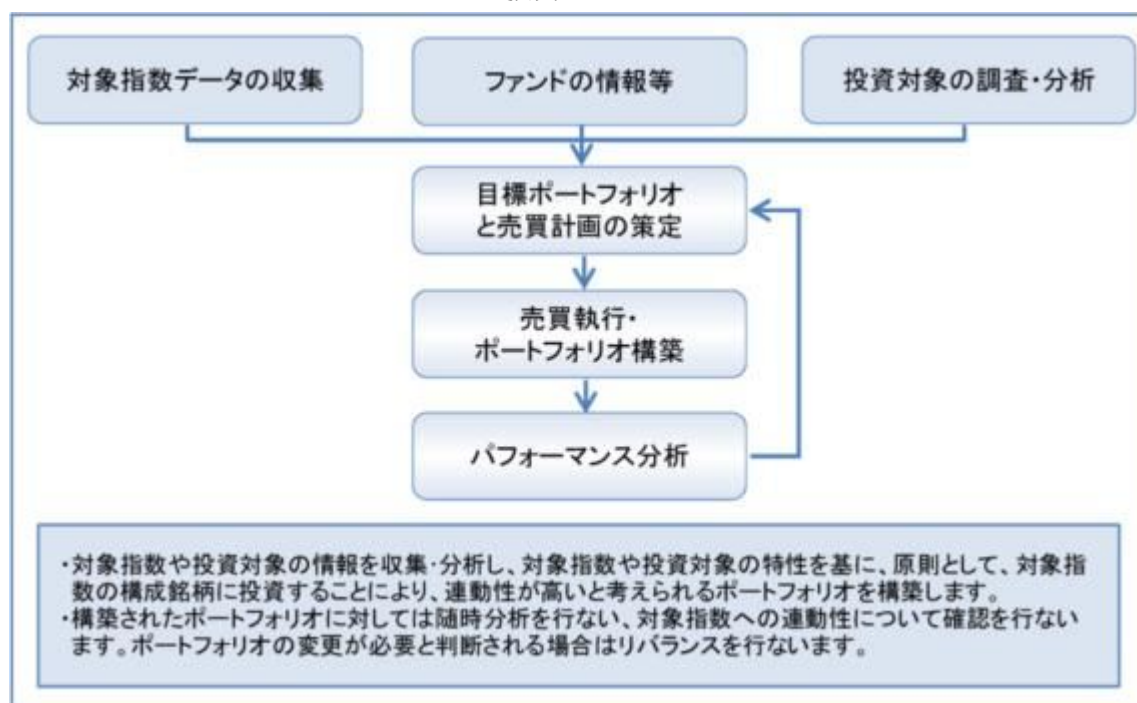 対象指数データの収集
ファンドの情報等
投資対象の調査・分析
目標ポートフォリオ
と売買計画の策定
売買執行・
ポートフォリオ構築
パフォーマンス分析
・対象指数や投資対象の情報を収集・分析し、対象指数や投資対象の特性を基に、原則として、対象指
数の構成銘柄に投資することにより、連動性が高いと考えられるポートフォリオを構築します。
・構築されたポートフォリオに対しては随時分析を行ない、対象指数への連動性について確認を行ない
ます。ポートフォリオの変更が必要と判断される場合はリバランスを行ないます。